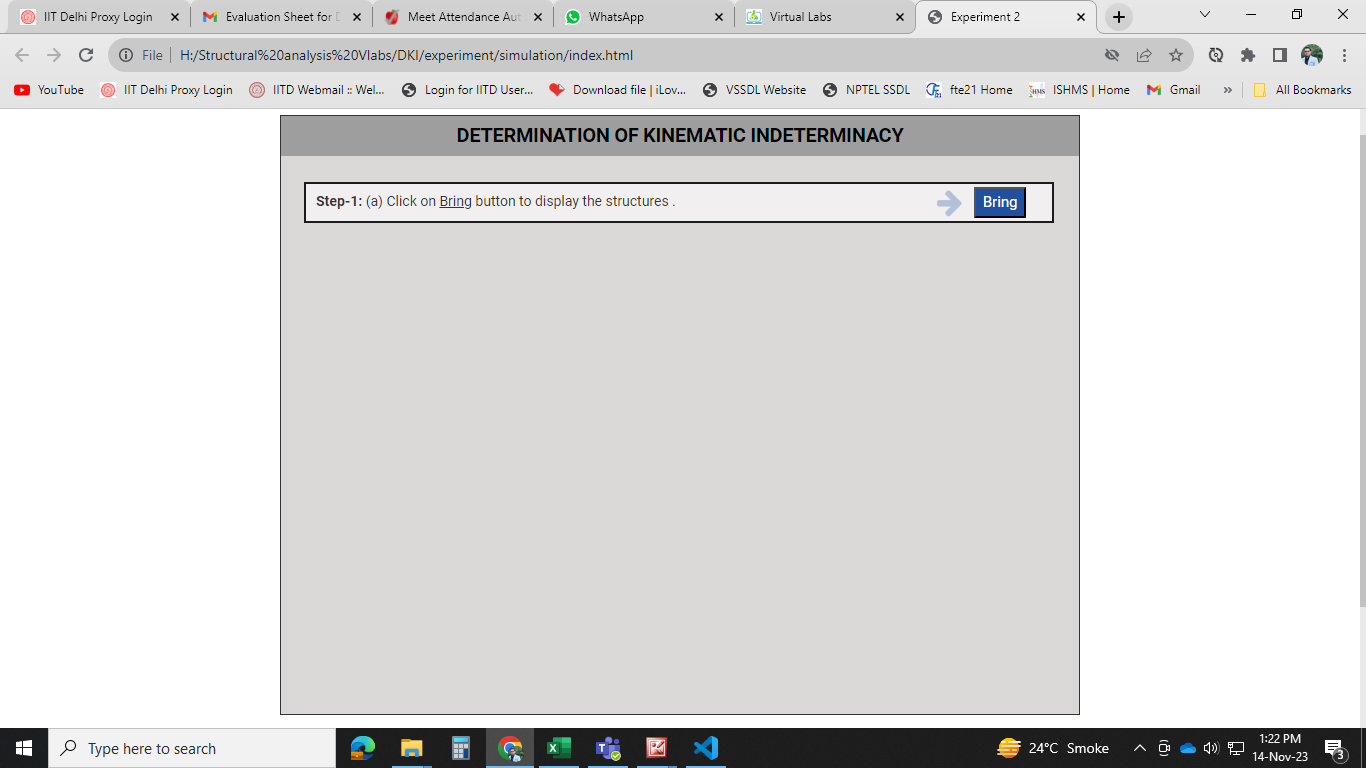 IIT Delhi Proxy Login
Evaluation Sheet for D
Meet Attendance Aut
WhatsApp
Virtual Labs
Experiment 2
File
H:/Structural%20analysis%20Vlabs/DKI/experiment/simulation/index.html
YouTube
IIT Delhi Proxy Login
IITD Webmail :: Wel...
Login for IITD User...
Download file | iLov...
VSSDL Website
NPTEL SSDL
fte21 Home
ISHMS | Home
Gmail
»
All Bookmarks
DETERMINATION OF KINEMATIC INDETERMINACY
Step-1: (a) Click on Bring button to display the structures .
Bring
Type here to search
24°C Smoke
1:22 PM
14-Nov-23
3